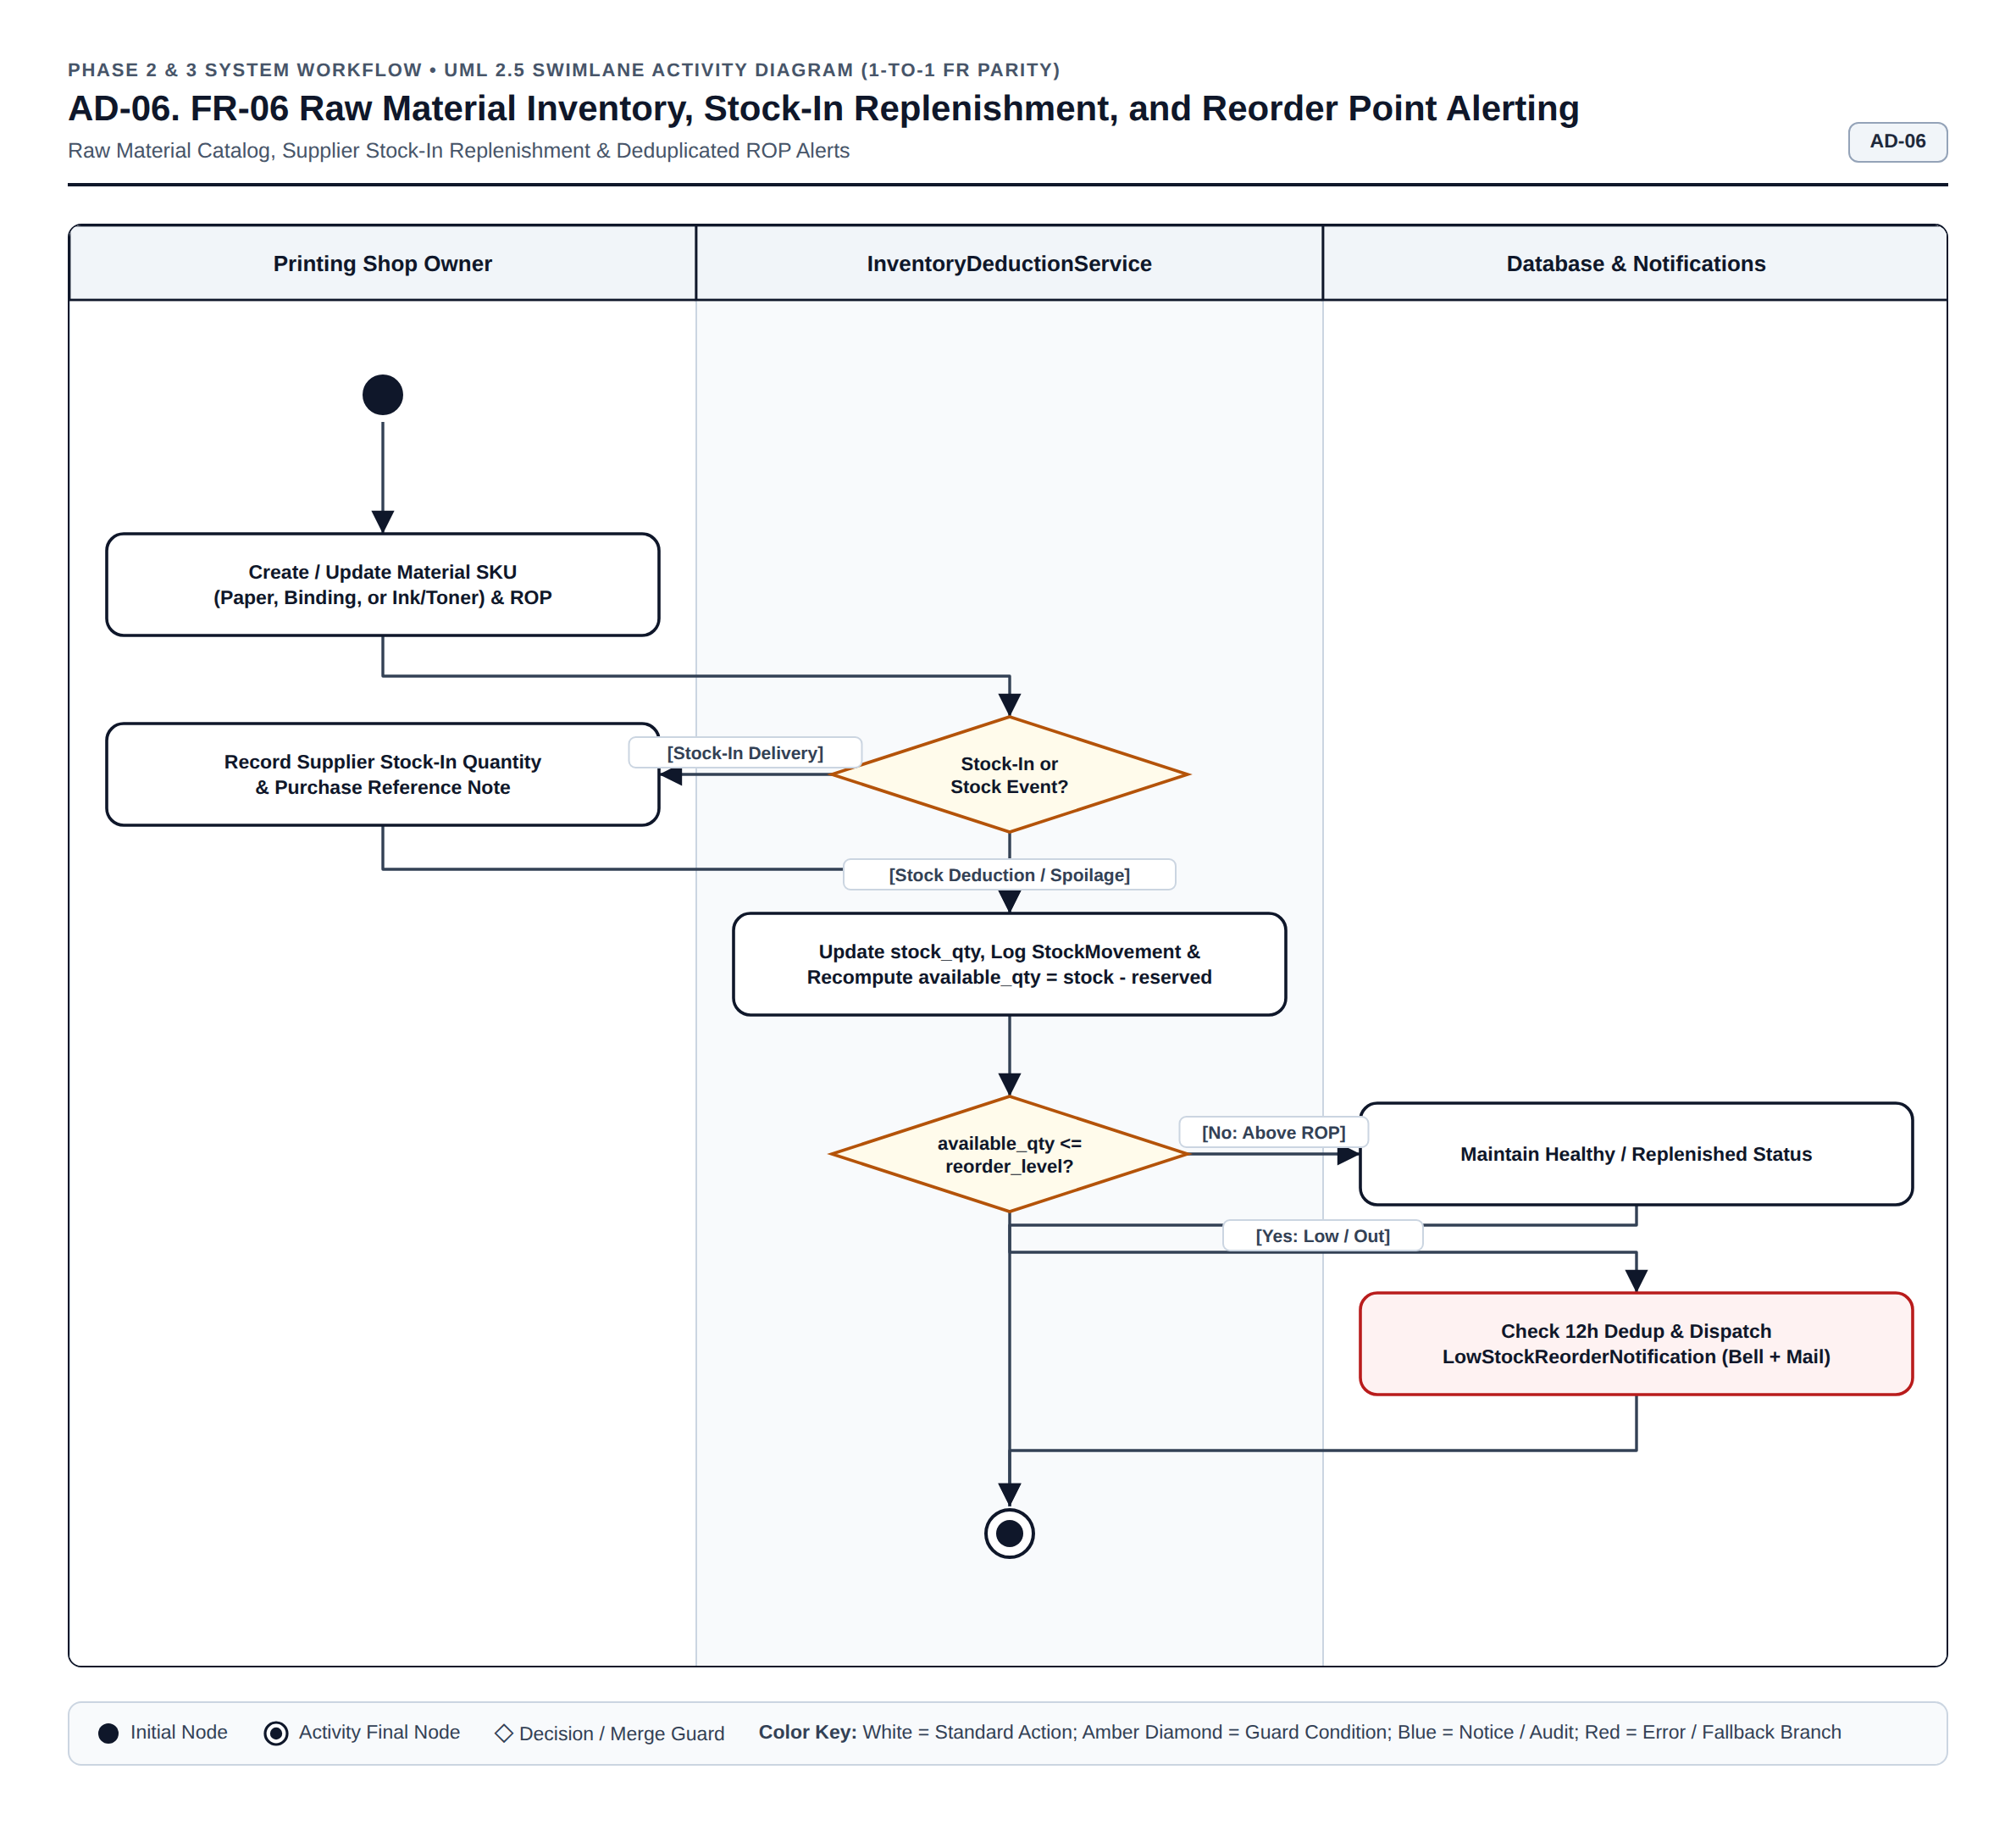 PHASE 2 & 3 SYSTEM WORKFLOW • UML 2.5 SWIMLANE ACTIVITY DIAGRAM (1-TO-1 FR PARITY)
AD-06. FR-06 Raw Material Inventory, Stock-In Replenishment, and Reorder Point Alerting
Raw Material Catalog, Supplier Stock-In Replenishment & Deduplicated ROP Alerts
AD-06
Printing Shop Owner
InventoryDeductionService
Database & Notifications
Create / Update Material SKU
(Paper, Binding, or Ink/Toner) & ROP
Record Supplier Stock-In Quantity
& Purchase Reference Note
[Stock-In Delivery]
Stock-In or
Stock Event?
[Stock Deduction / Spoilage]
Update stock_qty, Log StockMovement &
Recompute available_qty = stock - reserved
available_qty <=
reorder_level?
[No: Above ROP]
Maintain Healthy / Replenished Status
[Yes: Low / Out]
Check 12h Dedup & Dispatch
LowStockReorderNotification (Bell + Mail)
Initial Node
Activity Final Node
Decision / Merge Guard
Color Key: White = Standard Action; Amber Diamond = Guard Condition; Blue = Notice / Audit; Red = Error / Fallback Branch